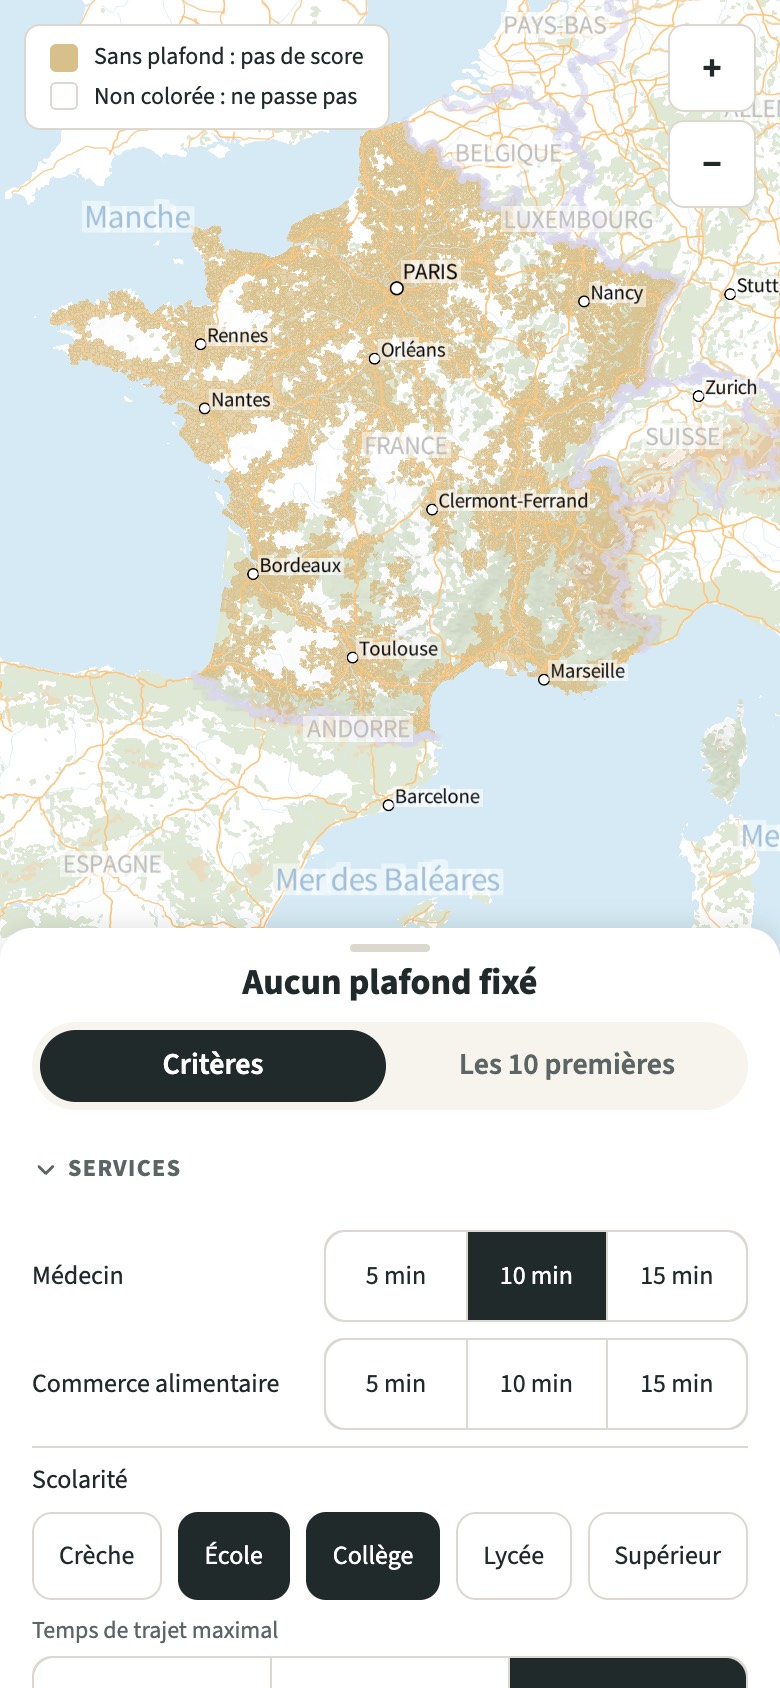 Sans plafond : pas de score
Non colorée : ne passe pas
+
−
PAYS-BAS
BELGIQUE
LUXEMBOURG
Manche
PARIS
Nancy
Rennes
Orléans
Nantes
Zurich
FRANCE
SUISSE
Clermont-Ferrand
Bordeaux
Toulouse
Marseille
ANDORRE
Barcelone
ESPAGNE
Mer des Baléares
Aucun plafond fixé
Critères
Les 10 premières
SERVICES
Médecin
5 min
10 min
15 min
Commerce alimentaire
5 min
10 min
15 min
Scolarité
Crèche
École
Collège
Lycée
Supérieur
Temps de trajet maximal